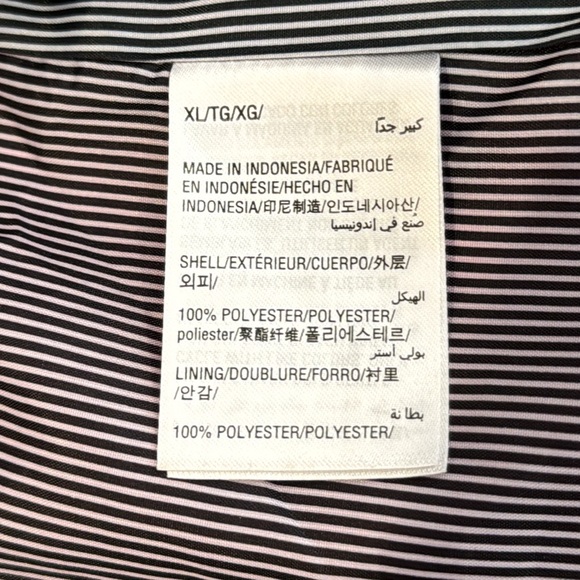 XL/TG/XG/
كبير جدًا
MADE IN INDONESIA/FABRIQUÉ
EN INDONÉSIE/HECHO EN
INDONESIA/印尼制造/인도네시아산/
صنع في إندونيسيا
SHELL/EXTÉRIEUR/CUERPO/外层/
외피/
الهيكل
100% POLYESTER/POLYESTER/
poliester/聚酯纤维/폴리에스테르/
بولي أستر
LINING/DOUBLURE/FORRO/衬里
/안감/
بطانة
100% POLYESTER/POLYESTER/